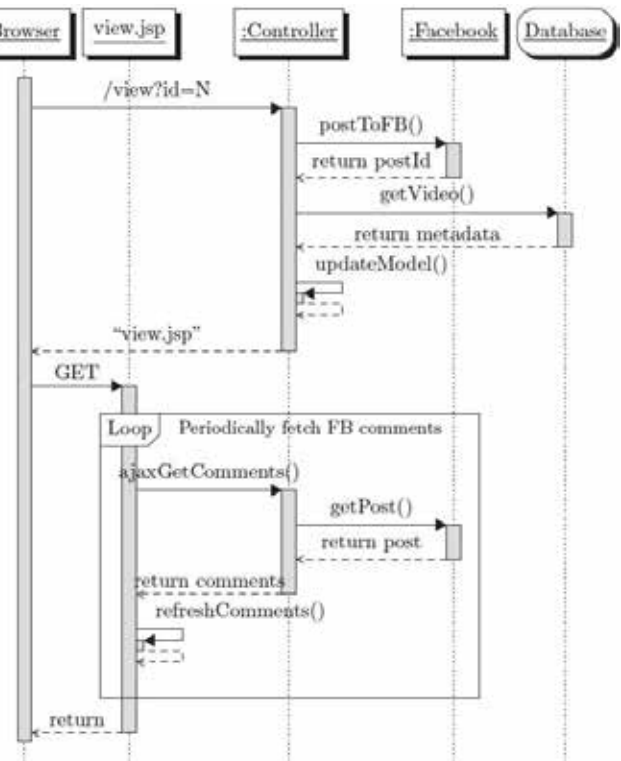 Browser
view.jsp
:Controller
:Facebook
Database
/view?id=N
postToFB()
return postId
getVideo()
return metadata
updateModel()
“view.jsp”
GET
Loop
Periodically fetch FB comments
ajaxGetComments()
getPost()
return post
return comments
refreshComments()
return